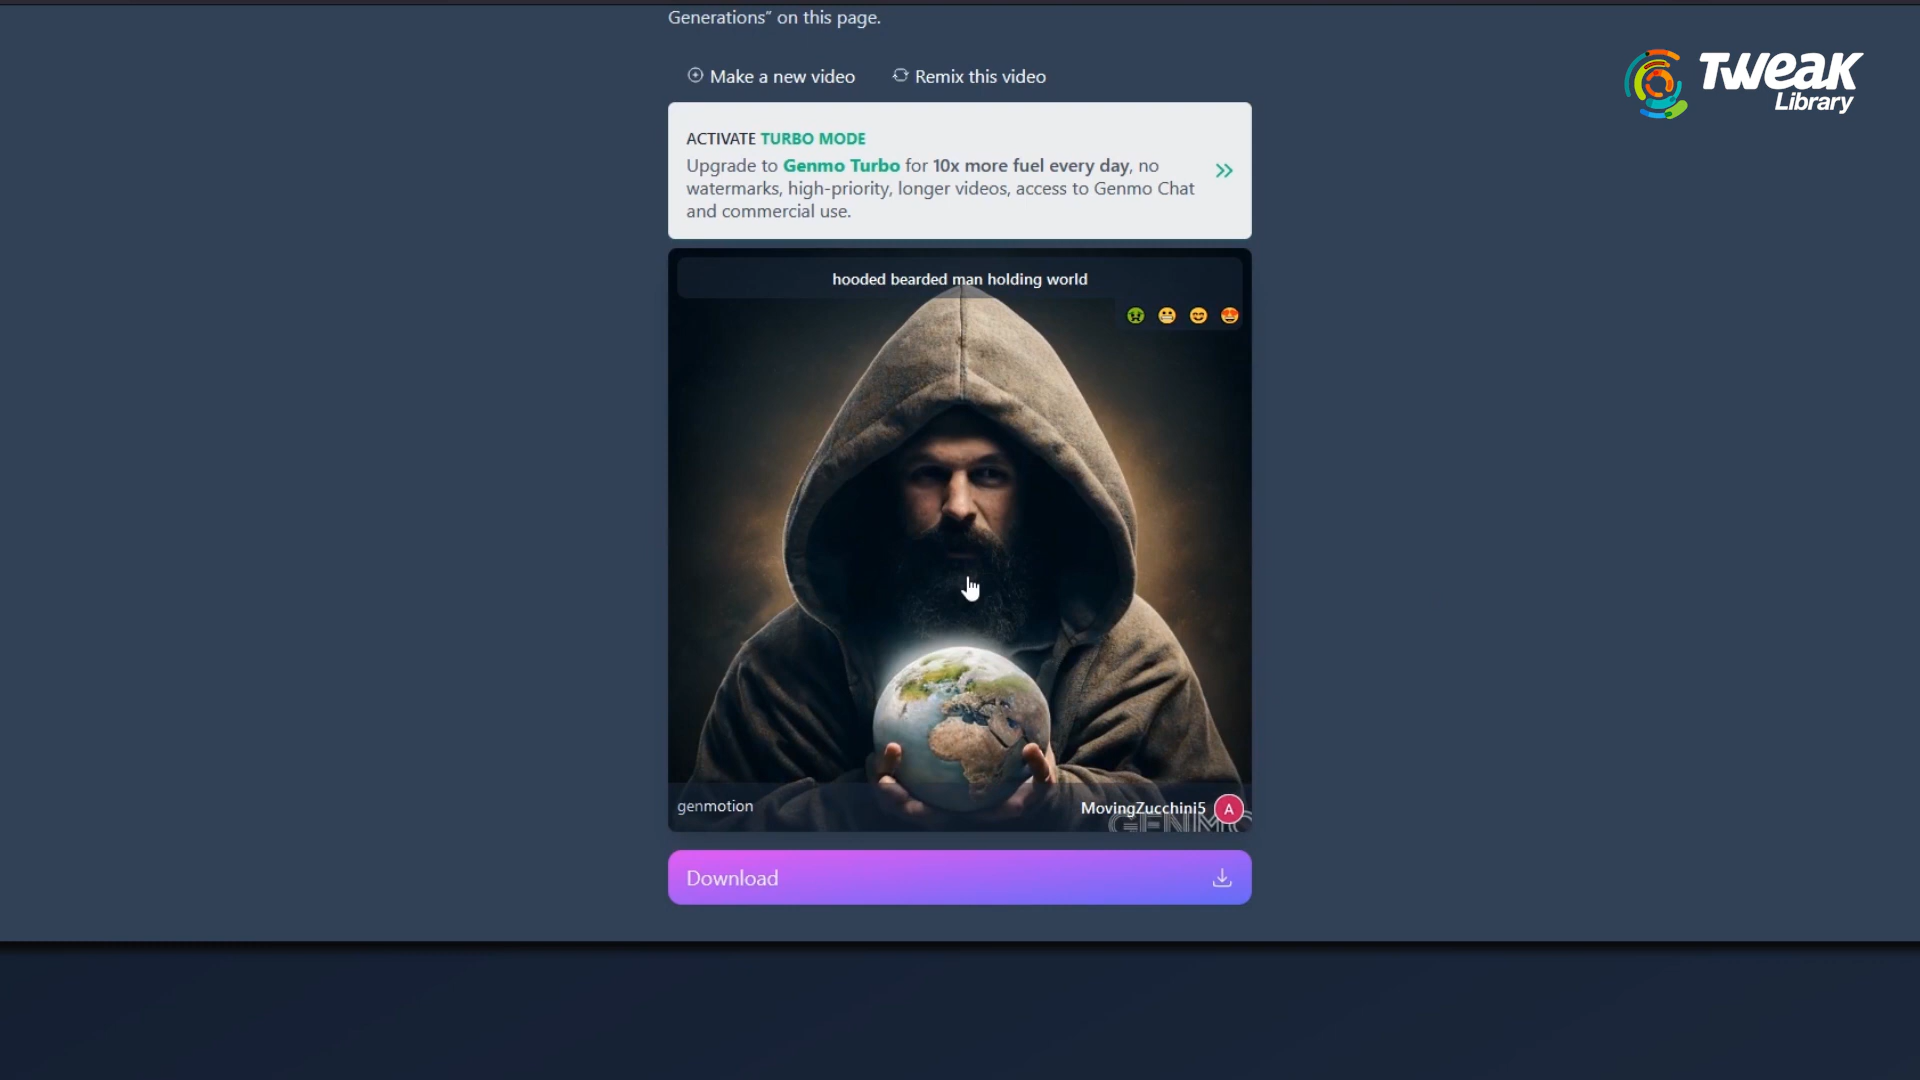 Generations” on this page.
TWeaK
Library
Make a new video
Remix this video
ACTIVATE TURBO MODE
Upgrade to Genmo Turbo for 10x more fuel every day, no
watermarks, high-priority, longer videos, access to Genmo Chat
and commercial use.
hooded bearded man holding world
genmotion
MovingZucchini5
A
GENMO
Download